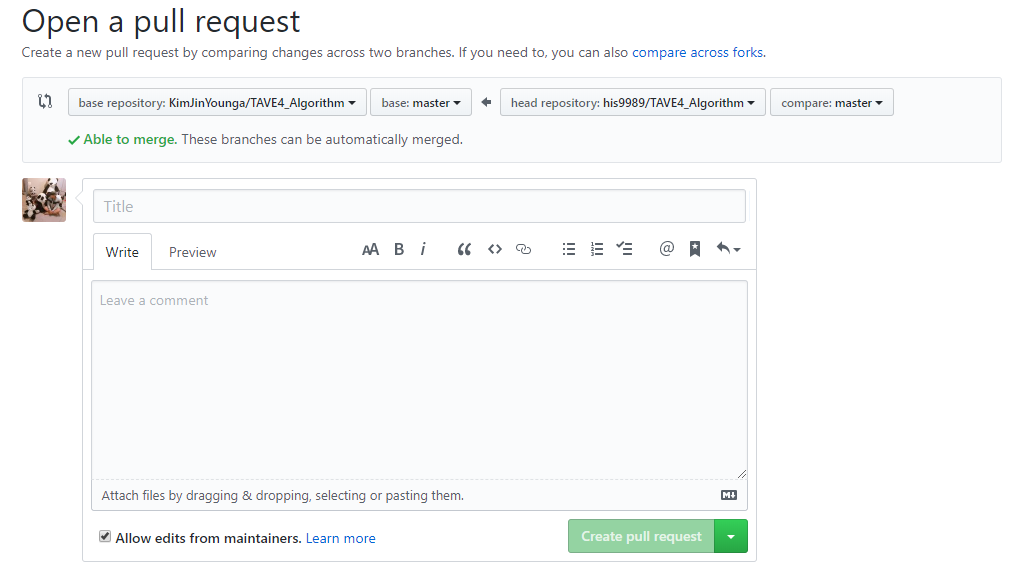 Open a pull request
Create a new pull request by comparing changes across two branches. If you need to, you can also compare across forks.
base repository: KimJinYounga/TAVE4_Algorithm base: master head repository: his9989/TAVE4_Algorithm compare: master
Able to merge. These branches can be automatically merged.
Title
Write Preview AA B i @
Leave a comment
Attach files by dragging & dropping, selecting or pasting them. M
Allow edits from maintainers. Learn more Create pull request